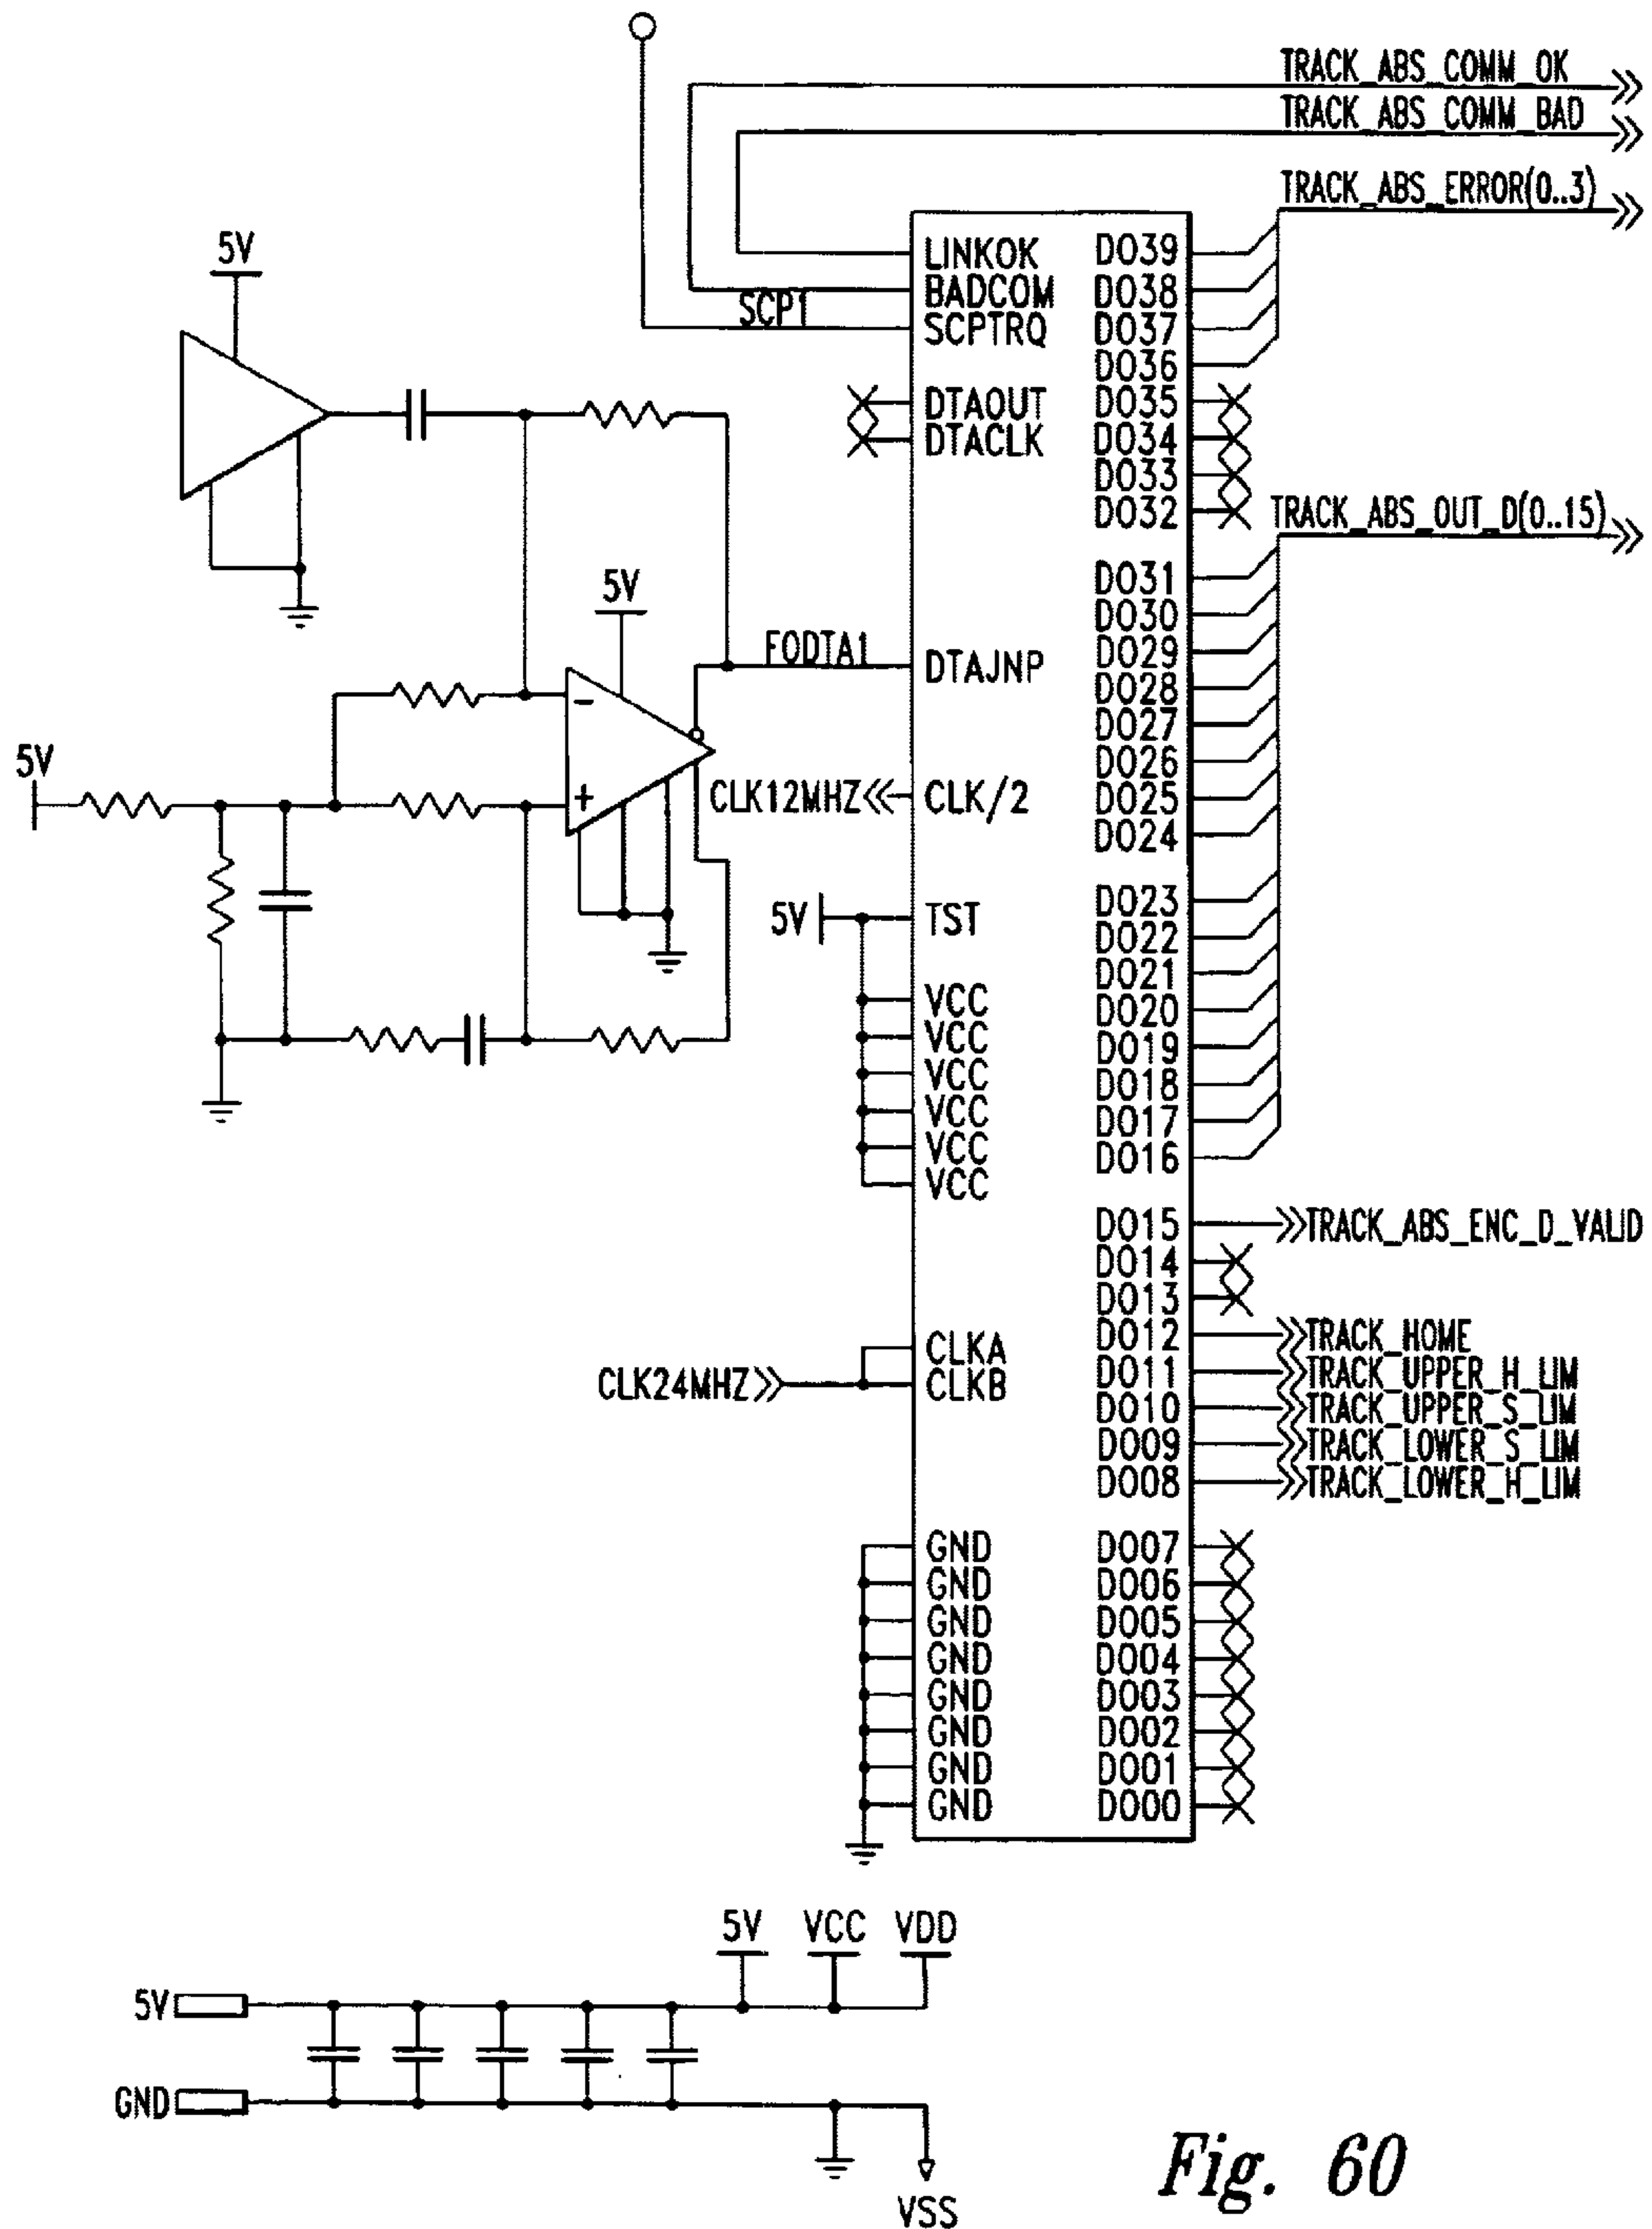 TRACK_ABS_COMM_OK
TRACK_ABS_COMM_BAD
TRACK_ABS_ERROR(0..3)
5V
LINKOK DO39
BADCOM DO38
SCP1
SCPTRQ DO37
DO36
DTAOUT DO35
DTACLK DO34
DO33
DO32
TRACK_ABS_OUT_D(0..15)
DO31
5V
DO30
FODTA1
DTAJNP DO29
DO28
-
DO27
5V
DO26
+
CLK12MHZ CLK/2 DO25
DO24
DO23
5V TST
DO22
DO21
VCC DO20
VCC DO19
VCC DO18
VCC DO17
VCC DO16
VCC
DO15 TRACK_ABS_ENC_D_VALID
DO14
DO13
DO12 TRACK_HOME
CLKA
DO11 TRACK_UPPER_H_LIM
CLK24MHZ CLKB
DO10 TRACK_UPPER_S_LIM
DO09 TRACK_LOWER_S_LIM
DO08 TRACK_LOWER_H_LIM
GND DO07
GND DO06
GND DO05
GND DO04
GND DO03
GND DO02
GND DO01
GND DO00
5V VCC VDD
5V
GND
VSS
Fig. 60